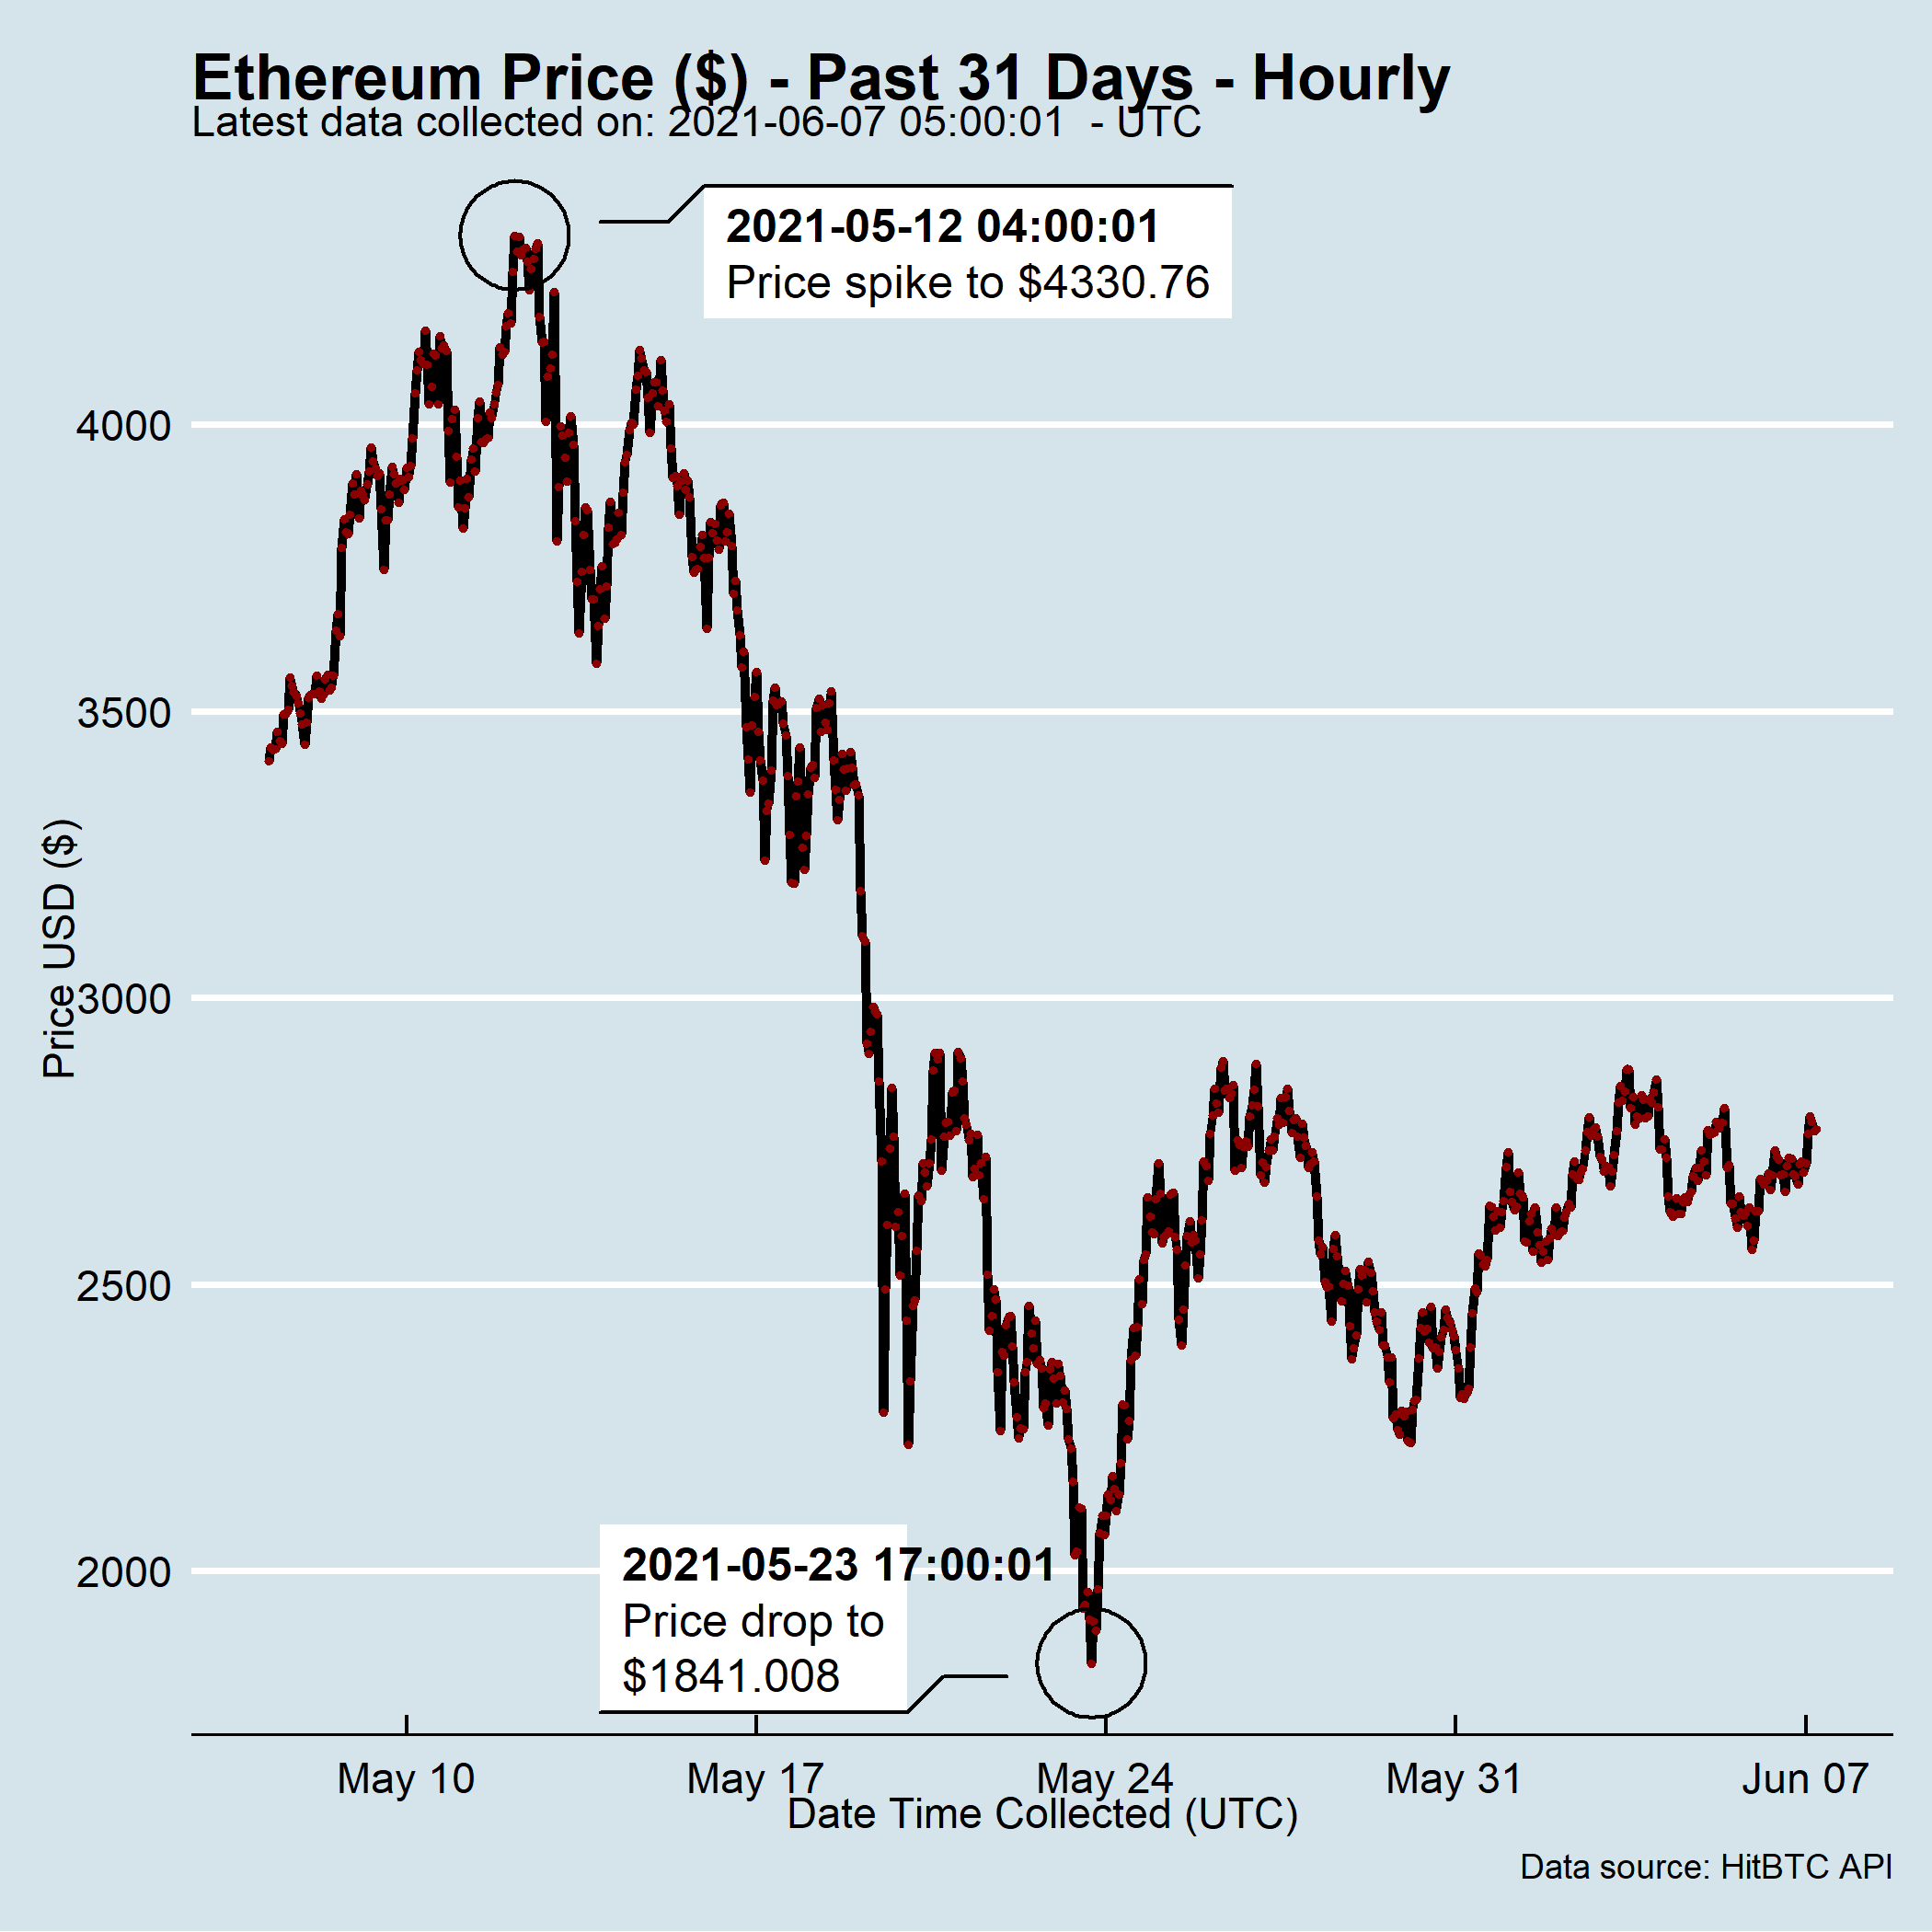 Ethereum Price ($) - Past 31 Days - Hourly
Latest data collected on: 2021-06-07 05:00:01  - UTC
2021-05-12 04:00:01
Price spike to $4330.76
4000
3500
3000
2500
2000
Price USD ($)
2021-05-23 17:00:01
Price drop to
$1841.008
May 10
May 17
May 24
May 31
Jun 07
Date Time Collected (UTC)
Data source: HitBTC API